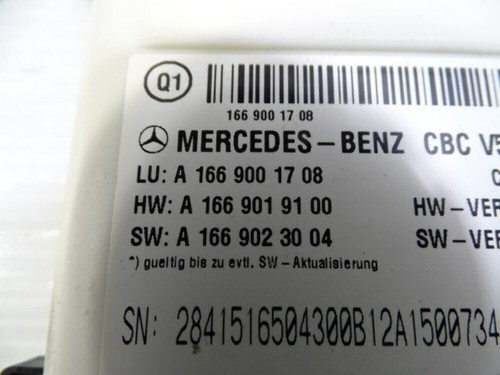 Q1
166 900 17 08
MERCEDES-BENZ CBC V5
LU: A 166 900 17 08
HW: A 166 901 91 00 HW-VER
SW: A 166 902 30 04 SW-VER
*) gueltig bis zu evtl. SW-Aktualisierung
SN: 2841516504300B12A1500734